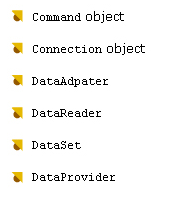 Command object
Connection object
DataAdpater
DataReader
DataSet
DataProvider